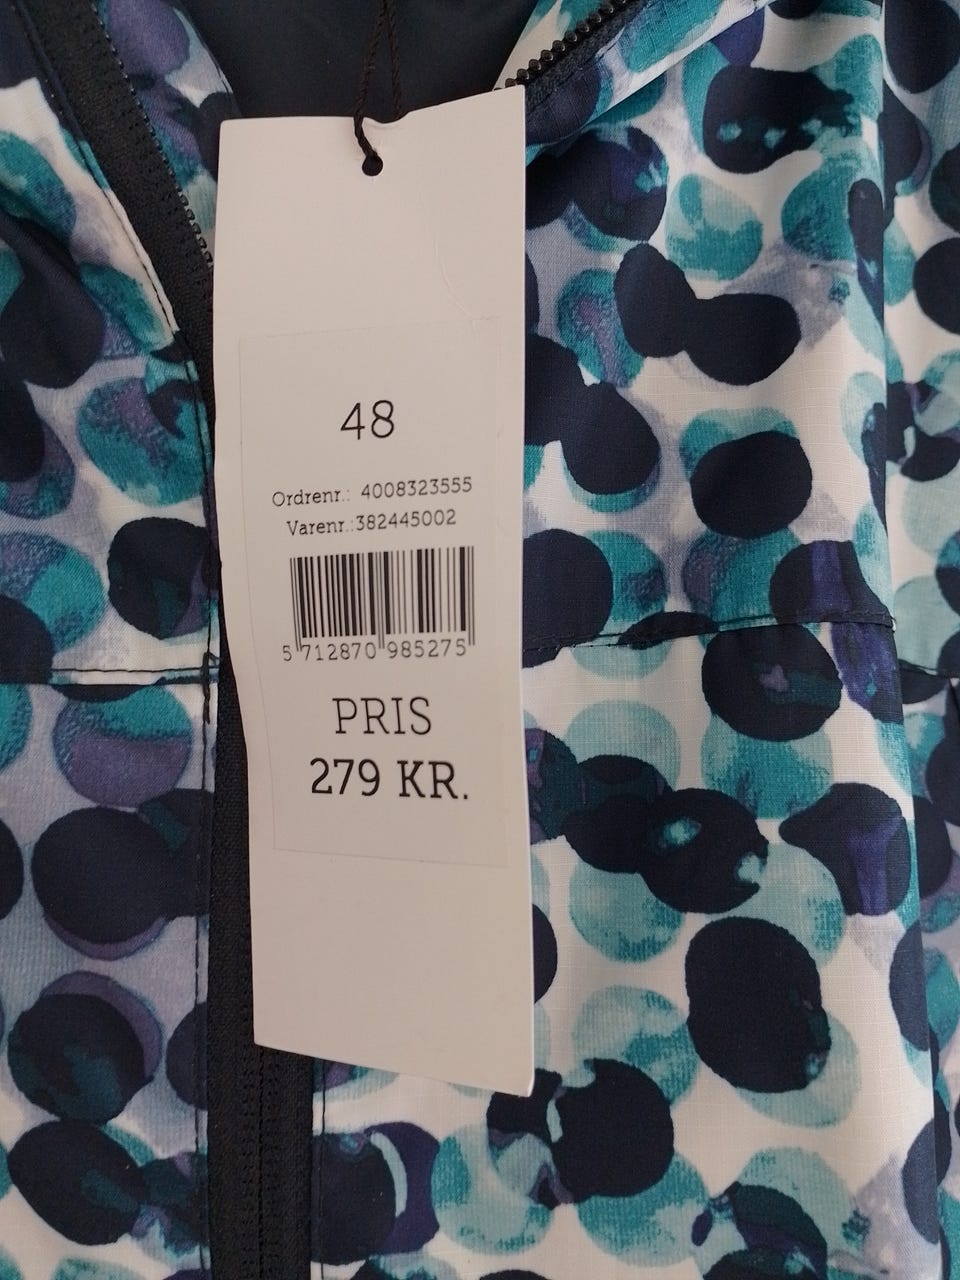 48
Ordrenr.: 4008323555
Varenr.:382445002
5 712870 985275
PRIS
279 KR.